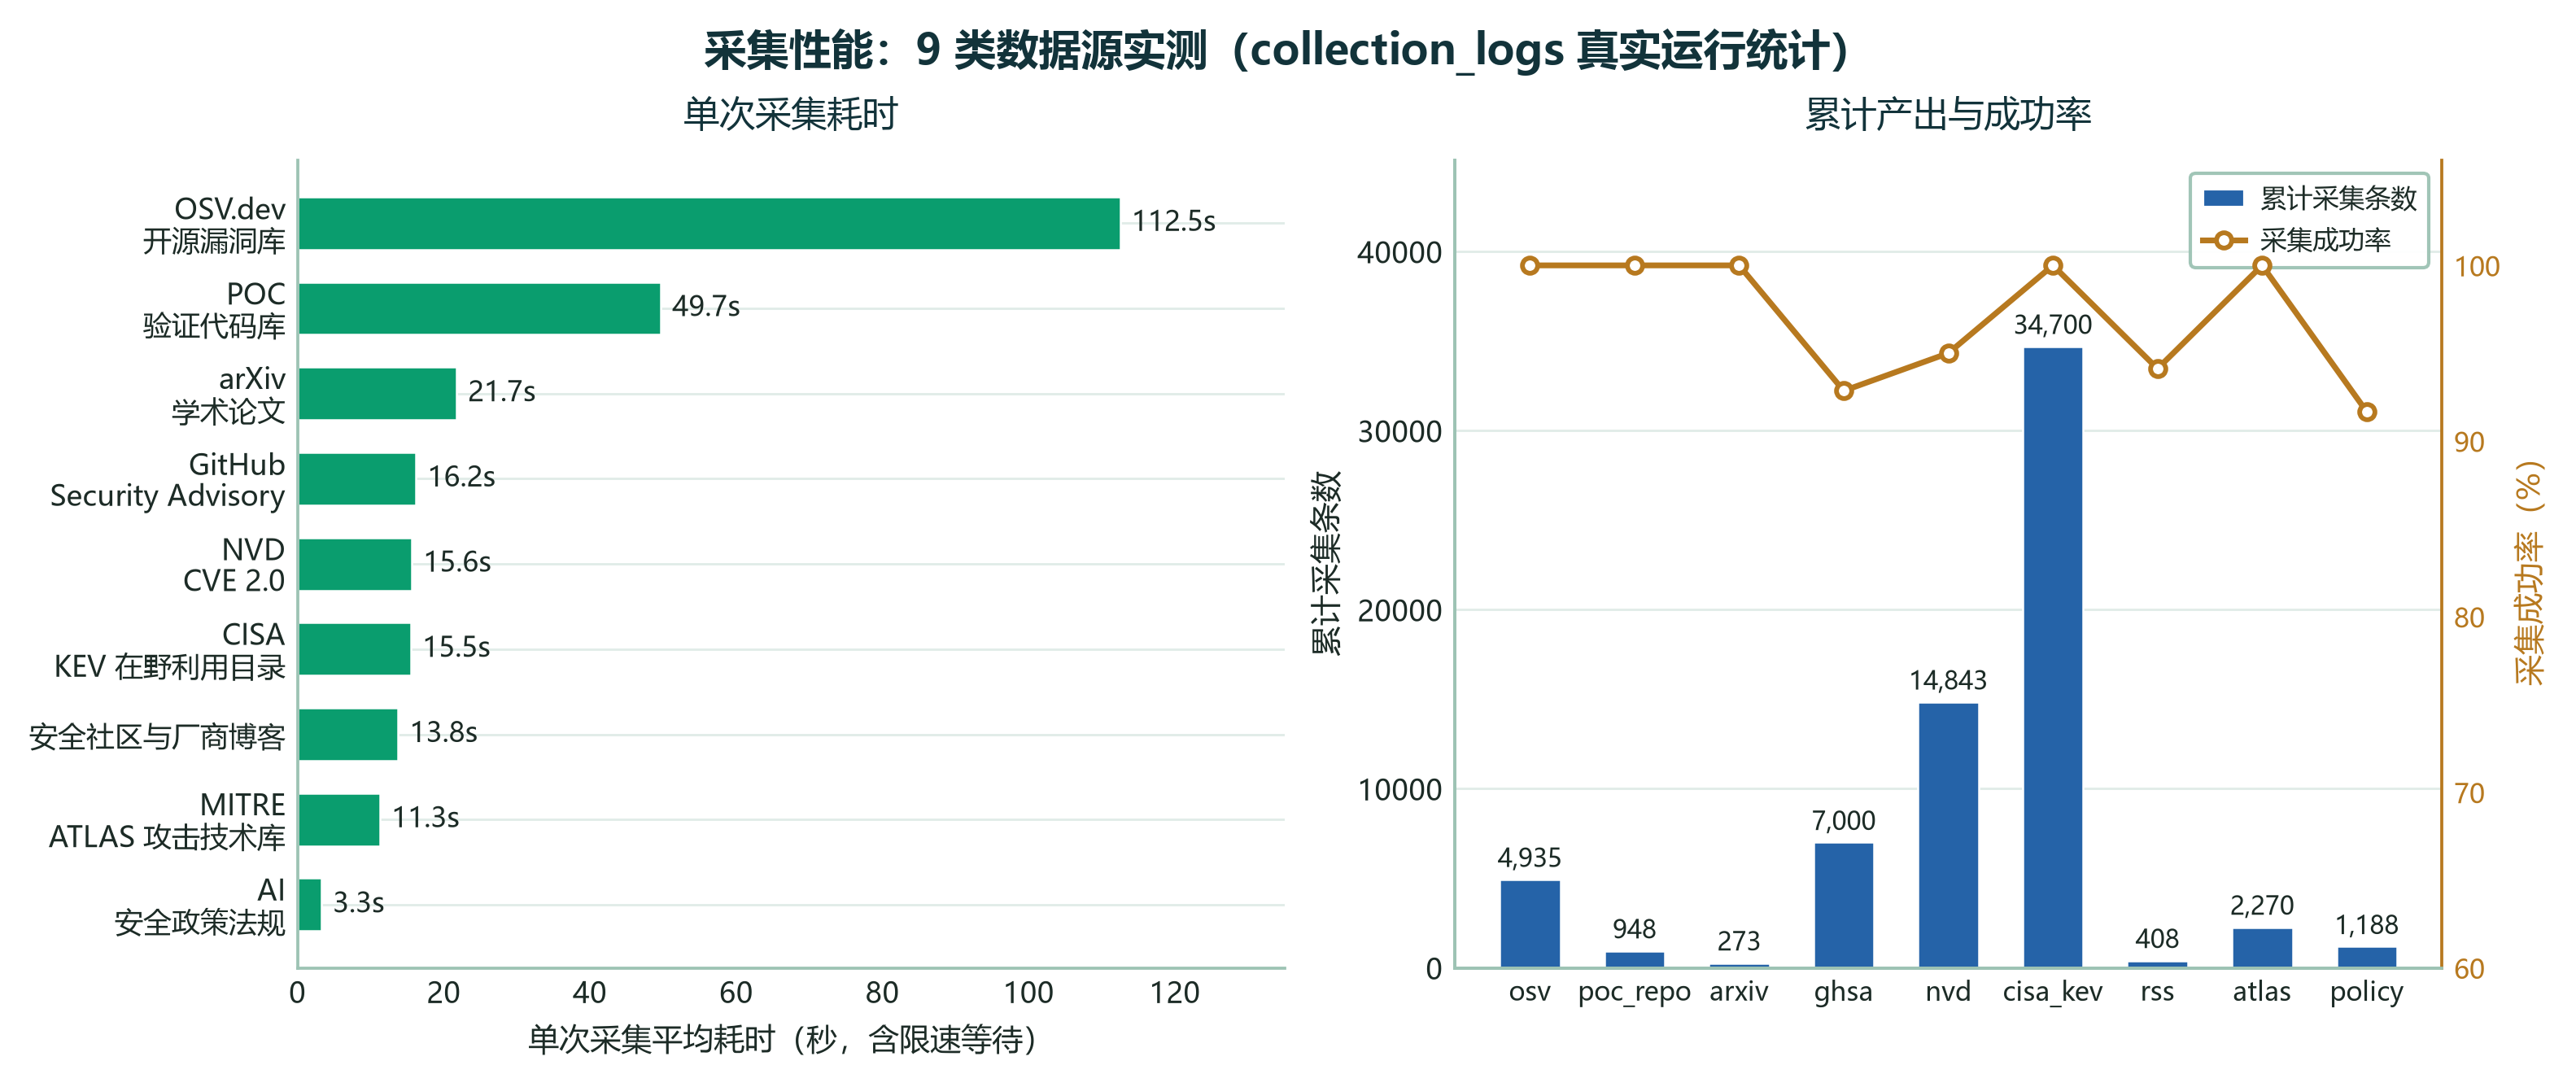 采集性能：9 类数据源实测（collection_logs 真实运行统计）
单次采集耗时
OSV.dev
开源漏洞库
112.5s
POC
验证代码库
49.7s
arXiv
学术论文
21.7s
GitHub
Security Advisory
16.2s
NVD
CVE 2.0
15.6s
CISA
KEV 在野利用目录
15.5s
安全社区与厂商博客
13.8s
MITRE
ATLAS 攻击技术库
11.3s
AI
安全政策法规
3.3s
0 20 40 60 80 100 120
单次采集平均耗时（秒，含限速等待）
累计产出与成功率
累计采集条数
采集成功率
累计采集条数
40000
30000
20000
10000
0
4,935
948
273
7,000
14,843
34,700
408
2,270
1,188
osv poc_repo arxiv ghsa nvd cisa_kev rss atlas policy
100
90
80
70
60
采集成功率（%）